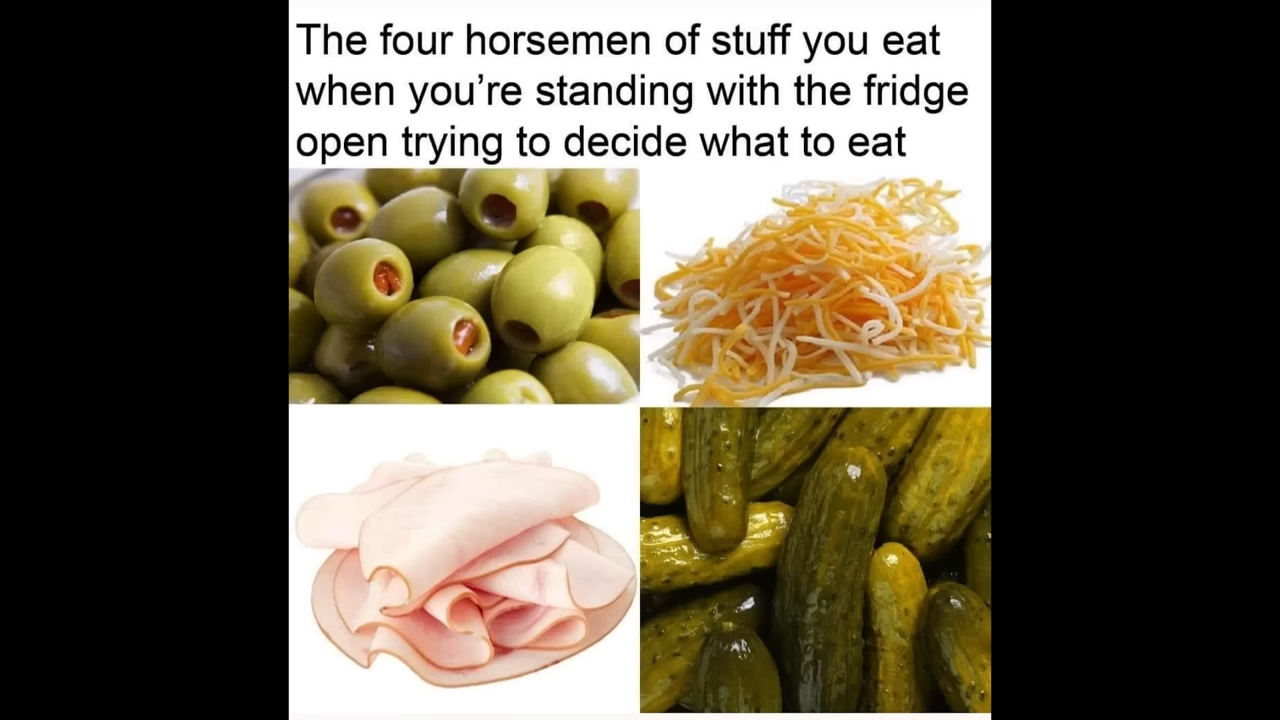 The four horsemen of stuff you eat
when you’re standing with the fridge
open trying to decide what to eat